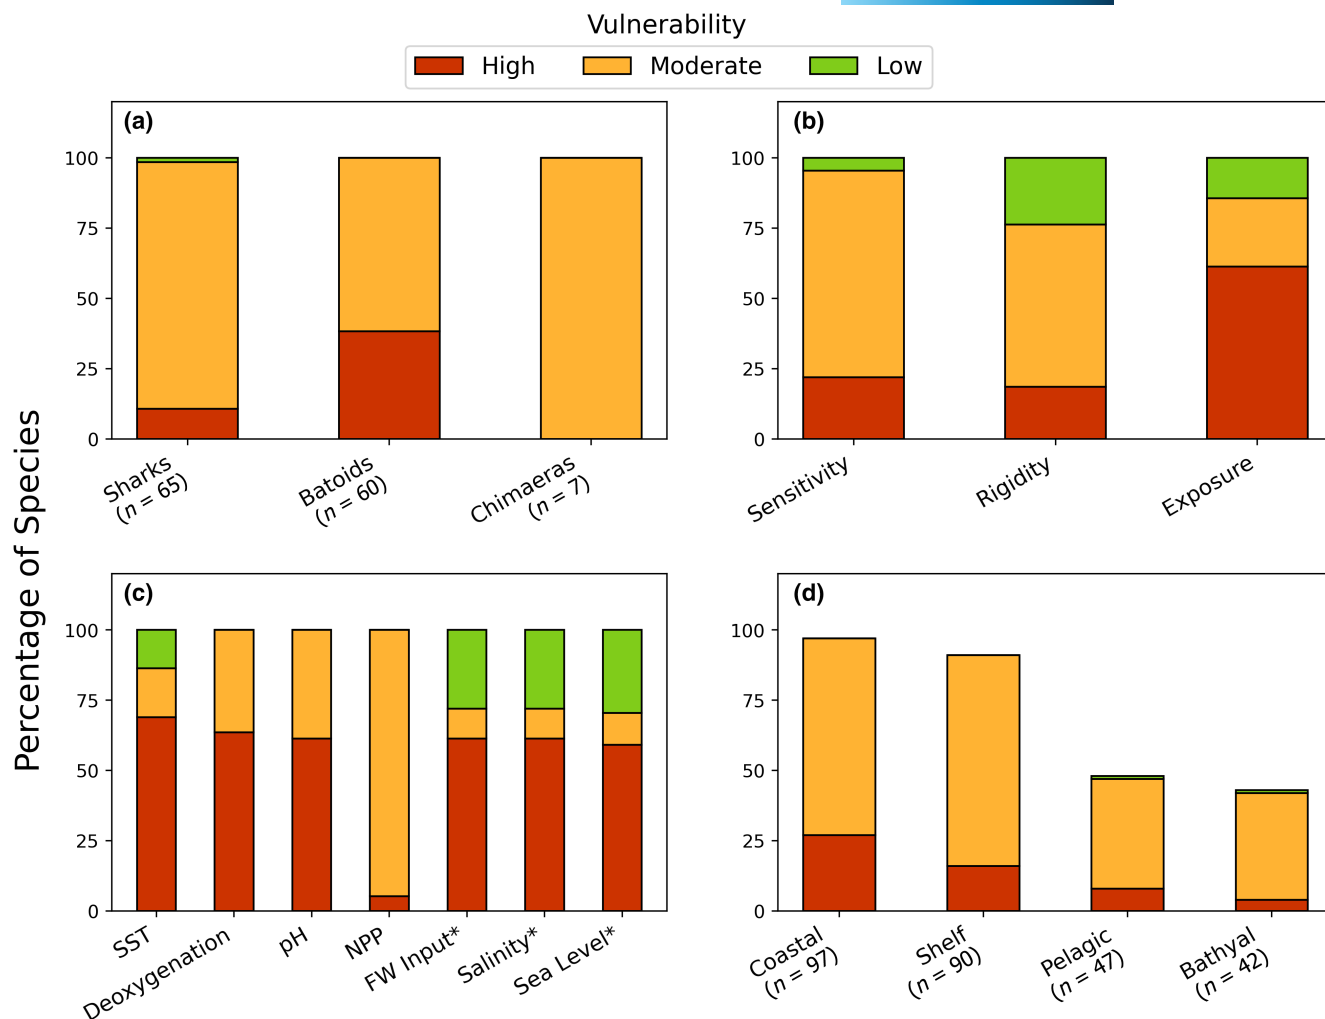 Vulnerability
High Moderate Low
Percentage of Species
(a)
100
75
50
25
0
Sharks
(n = 65)
Batoids
(n = 60)
Chimaeras
(n = 7)
(b)
100
75
50
25
0
Sensitivity
Rigidity
Exposure
(c)
100
75
50
25
0
SST
Deoxygenation
pH
NPP
FW Input*
Salinity*
Sea Level*
(d)
100
75
50
25
0
Coastal
(n = 97)
Shelf
(n = 90)
Pelagic
(n = 47)
Bathyal
(n = 42)